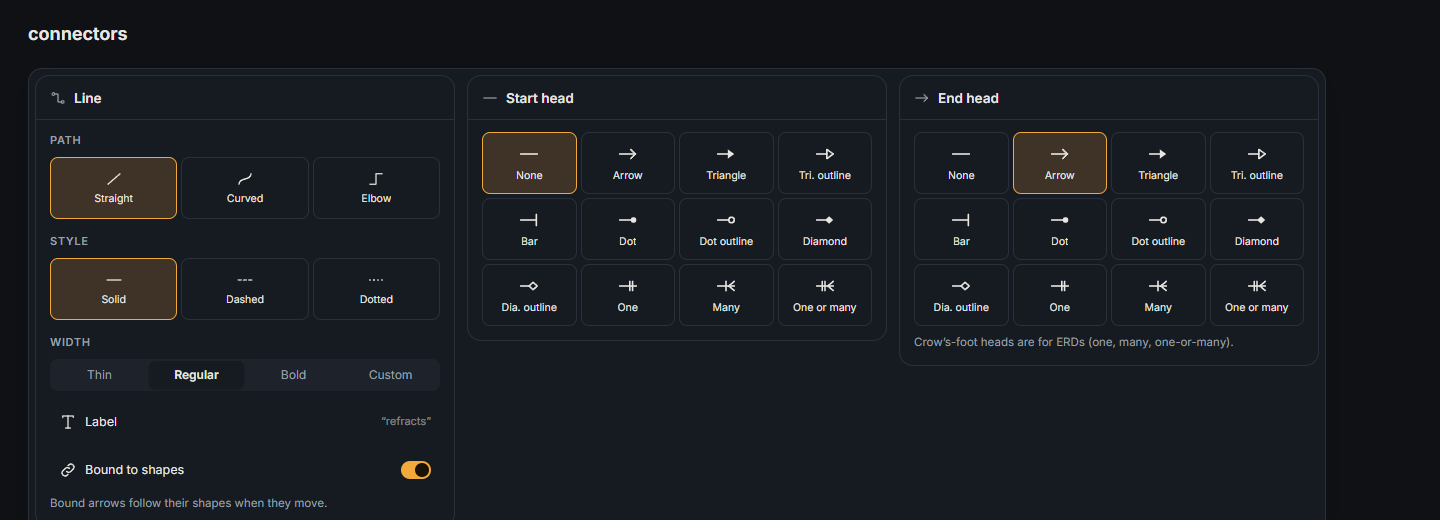 connectors
Line
PATH
Straight
Curved
Elbow
STYLE
Solid
Dashed
Dotted
WIDTH
Thin
Regular
Bold
Custom
Label
“refracts”
Bound to shapes
Bound arrows follow their shapes when they move.
Start head
None
Arrow
Triangle
Tri. outline
Bar
Dot
Dot outline
Diamond
Dia. outline
One
Many
One or many
End head
None
Arrow
Triangle
Tri. outline
Bar
Dot
Dot outline
Diamond
Dia. outline
One
Many
One or many
Crow’s-foot heads are for ERDs (one, many, one-or-many).